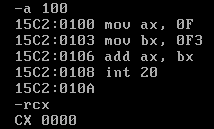 -a 100
15C2:0100 mov ax, 0F
15C2:0103 mov bx, 0F3
15C2:0106 add ax, bx
15C2:0108 int 20
15C2:010A
-rcx
CX 0000